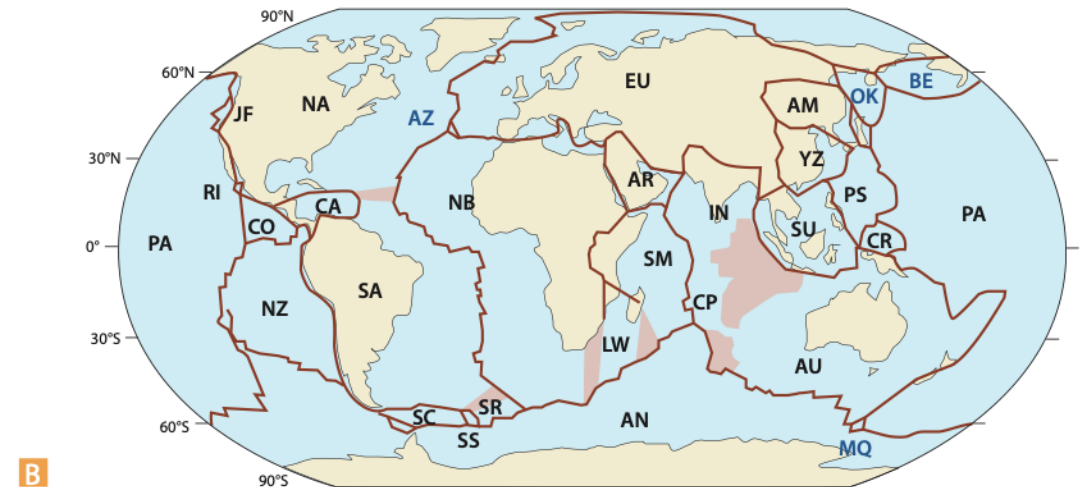 90°N
60°N
EU
BE
OK
AM
NA
JF
AZ
30°N
YZ
AR
PS
RI
CA
NB
IN
PA
CO
SU
CR
PA
0°
SM
SA
CP
NZ
30°S
LW
AU
SR
SC
AN
60°S
SS
MQ
B
90°S